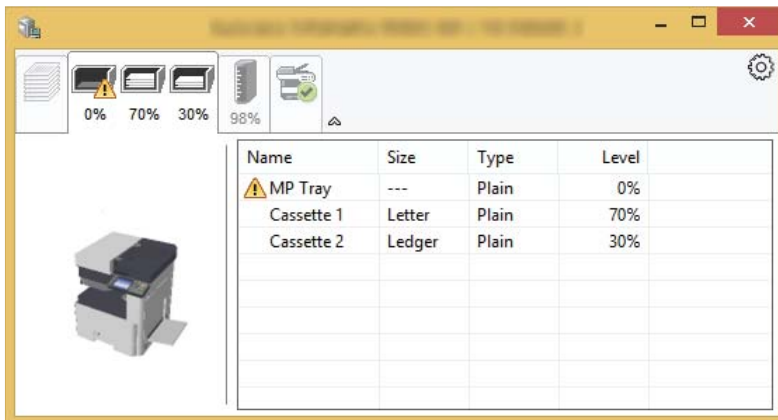 0% 70% 30% 98%
Name Size Type Level
MP Tray --- Plain 0%
Cassette 1 Letter Plain 70%
Cassette 2 Ledger Plain 30%